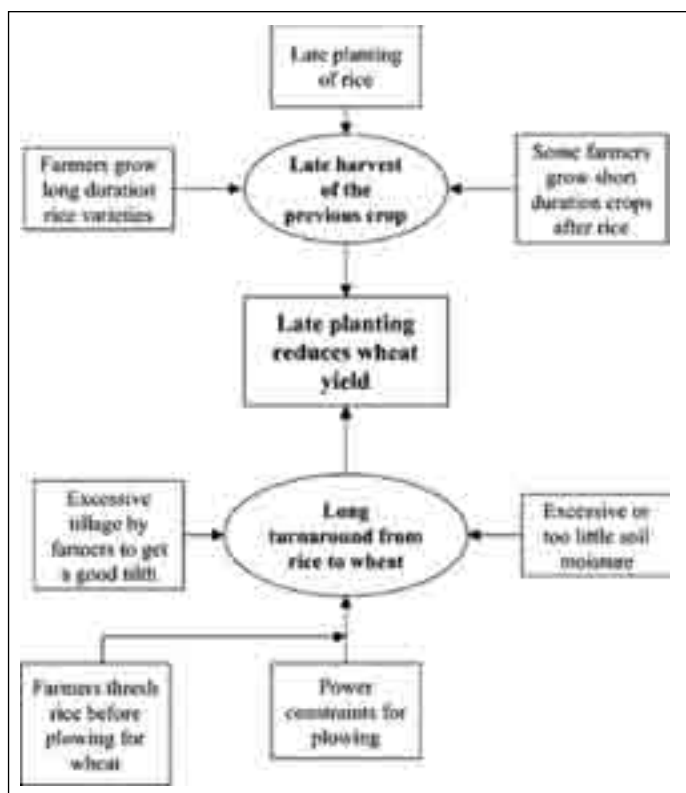 Late planting
of rice
Farmers grow
long duration
rice varieties
Late harvest
of the
previous crop
Some farmers
grow short
duration crops
after rice
Late planting
reduces wheat
yield
Excessive
tillage by
farmers to get
a good tilth
Long
turnaround from
rice to wheat
Excessive or
too little soil
moisture
Farmers thresh
rice before
plowing for
wheat
Power
constraints for
plowing